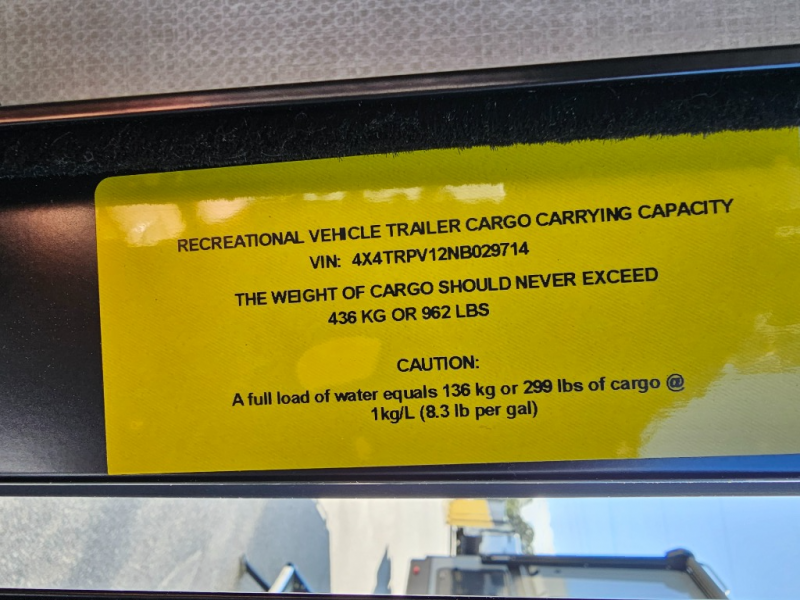 RECREATIONAL VEHICLE TRAILER CARGO CARRYING CAPACITY
VIN: 4X4TRPV12NB029714
THE WEIGHT OF CARGO SHOULD NEVER EXCEED
436 KG OR 962 LBS
CAUTION:
A full load of water equals 136 kg or 299 lbs of cargo @
1kg/L (8.3 lb per gal)